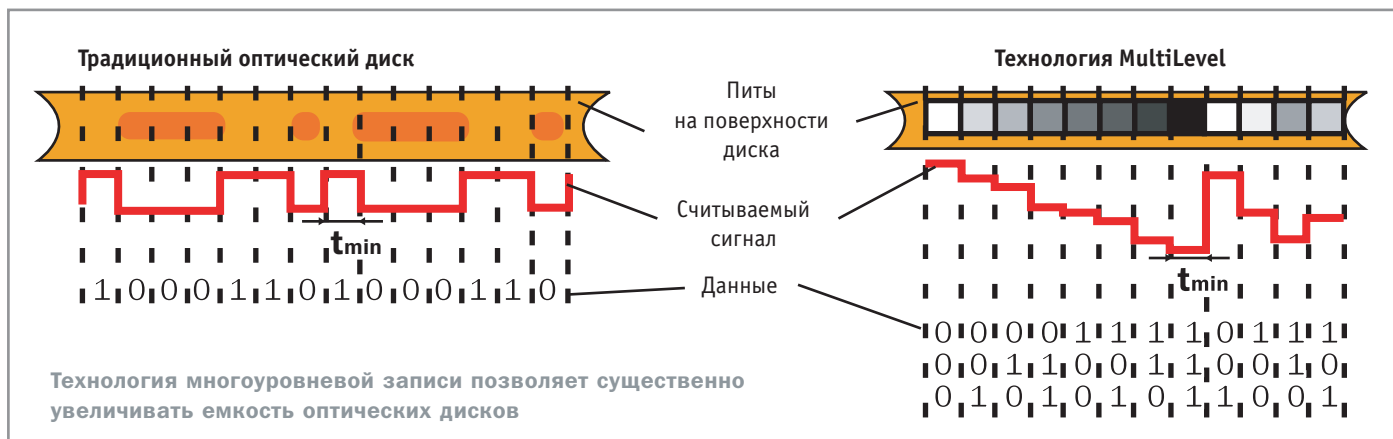 Традиционный оптический диск
Технология MultiLevel
Питы
на поверхности
диска
Считываемый
сигнал
tmin
tmin
Данные
1 0 0 0 1 1 0 1 0 0 0 1 1 0
0 0 0 0 1 1 1 1 0 1 1 1
0 0 1 1 0 0 1 1 0 0 1 0
0 1 0 1 0 1 0 1 1 0 0 1
Технология многоуровневой записи позволяет существенно
увеличивать емкость оптических дисков